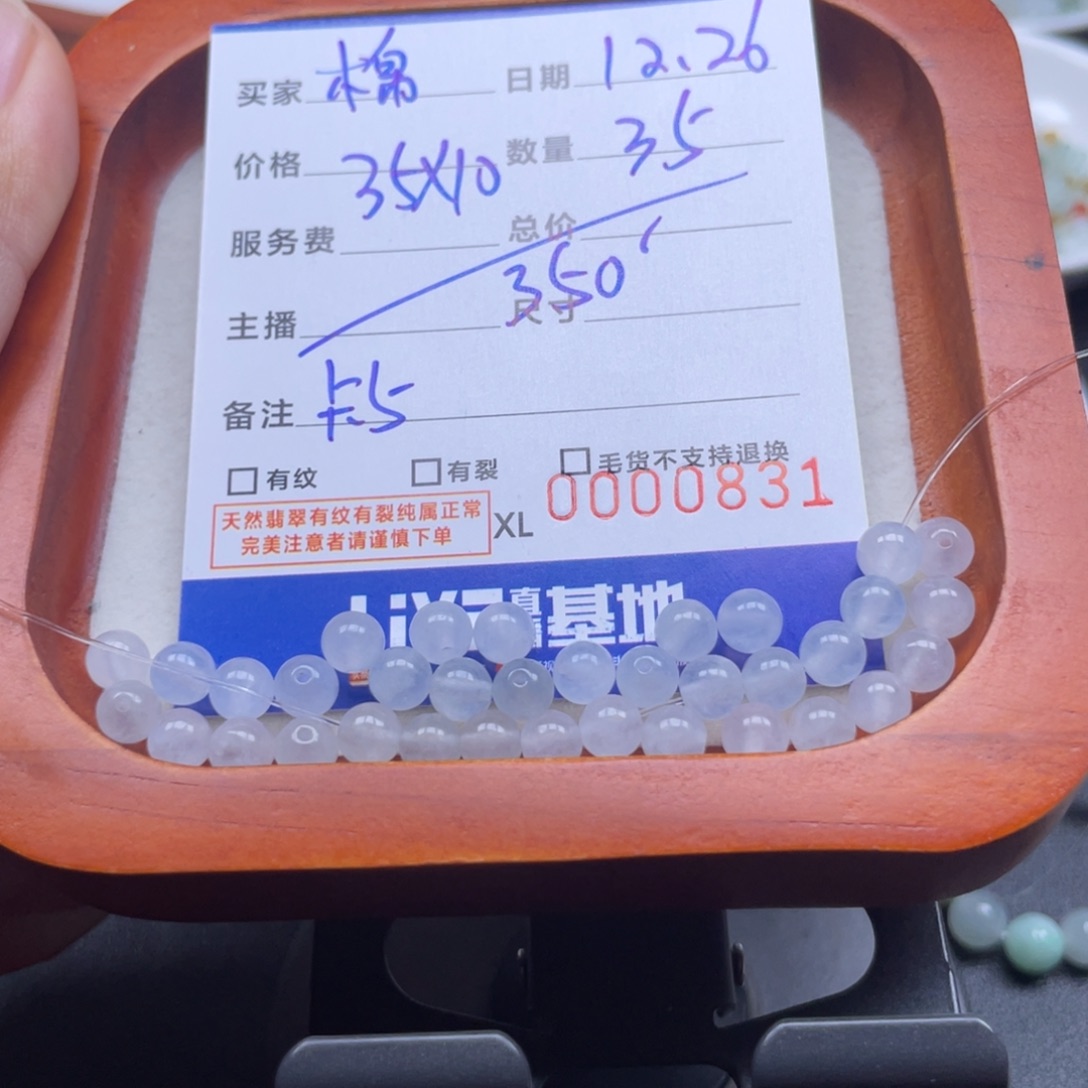 买家 棉 日期 12.26
价格 35X10 数量 35
服务费 总价
350
主播 尺寸
备注 卡5
有纹 有裂 毛货不支持退换
天然翡翠有纹有裂纯属正常
完美注意者请谨慎下单
XL 0000831
基地